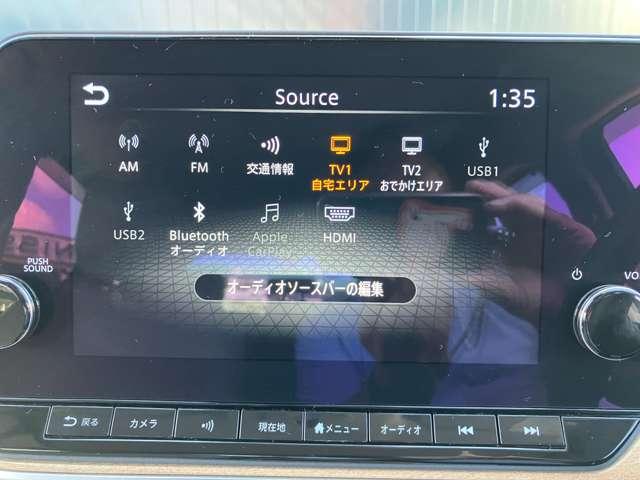 Source
1:35
AM
FM
交通情報
TV1
自宅エリア
TV2
おでかけエリア
USB1
USB2
Bluetooth
オーディオ
Apple
CarPlay
HDMI
オーディオソースバーの編集
PUSH
SOUND
VO
戻る
カメラ
現在地
メニュー
オーディオ